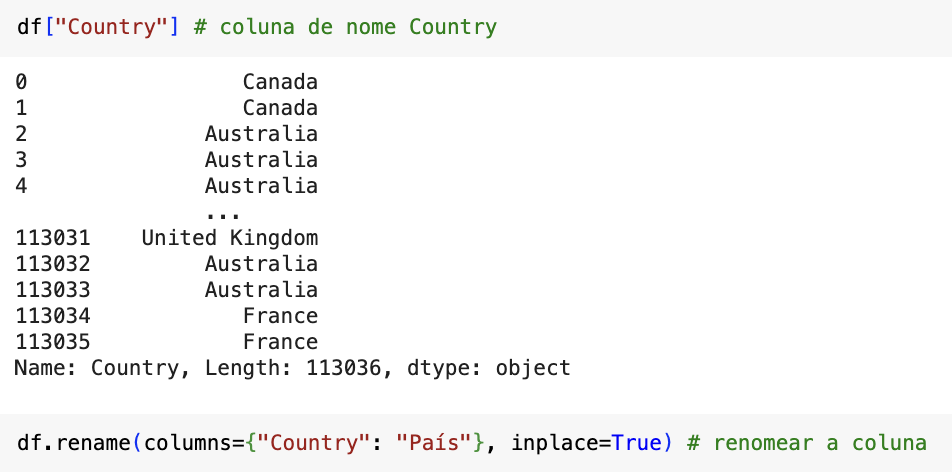 df["Country"] # coluna de nome Country
0 Canada
1 Canada
2 Australia
3 Australia
4 Australia
...
113031 United Kingdom
113032 Australia
113033 Australia
113034 France
113035 France
Name: Country, Length: 113036, dtype: object
df.rename(columns={"Country": "País"}, inplace=True) # renomear a coluna